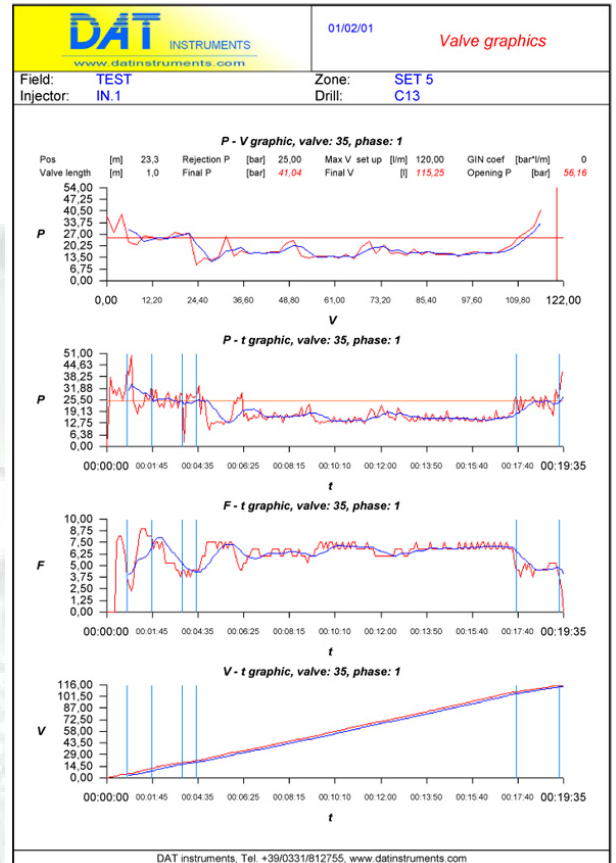 DAT INSTRUMENTS
www.datinstruments.com
01/02/01
Valve graphics
Field: TEST Zone: SET 5
Injector: IN.1 Drill: C13
P - V graphic, valve: 35, phase: 1
Pos [m] 23,3 Rejection P [bar] 25,00 Max V set up [l/m] 120,00 GIN coef [bar*l/m] 0
Valve length [m] 1,0 Final P [bar] 41,04 Final V [l] 115,25 Opening P [bar] 56,16
54,00
47,25
40,50
33,75
27,00
20,25
13,50
6,75
0,00
P
0,00 12,20 24,40 36,60 48,80 61,00 73,20 85,40 97,60 109,80 122,00
V
P - t graphic, valve: 35, phase: 1
51,00
44,63
38,25
31,88
25,50
19,13
12,75
6,38
0,00
P
00:00:00 00:01:45 00:04:35 00:06:25 00:08:15 00:10:10 00:12:00 00:13:50 00:15:40 00:17:40 00:19:35
t
F - t graphic, valve: 35, phase: 1
10,00
8,75
7,50
6,25
5,00
3,75
2,50
1,25
0,00
F
00:00:00 00:01:45 00:04:35 00:06:25 00:08:15 00:10:10 00:12:00 00:13:50 00:15:40 00:17:40 00:19:35
t
V - t graphic, valve: 35, phase: 1
116,00
101,50
87,00
72,50
58,00
43,50
29,00
14,50
0,00
V
00:00:00 00:01:45 00:04:35 00:06:25 00:08:15 00:10:10 00:12:00 00:13:50 00:15:40 00:17:40 00:19:35
t
DAT instruments, Tel. +39/0331/812755, www.datinstruments.com